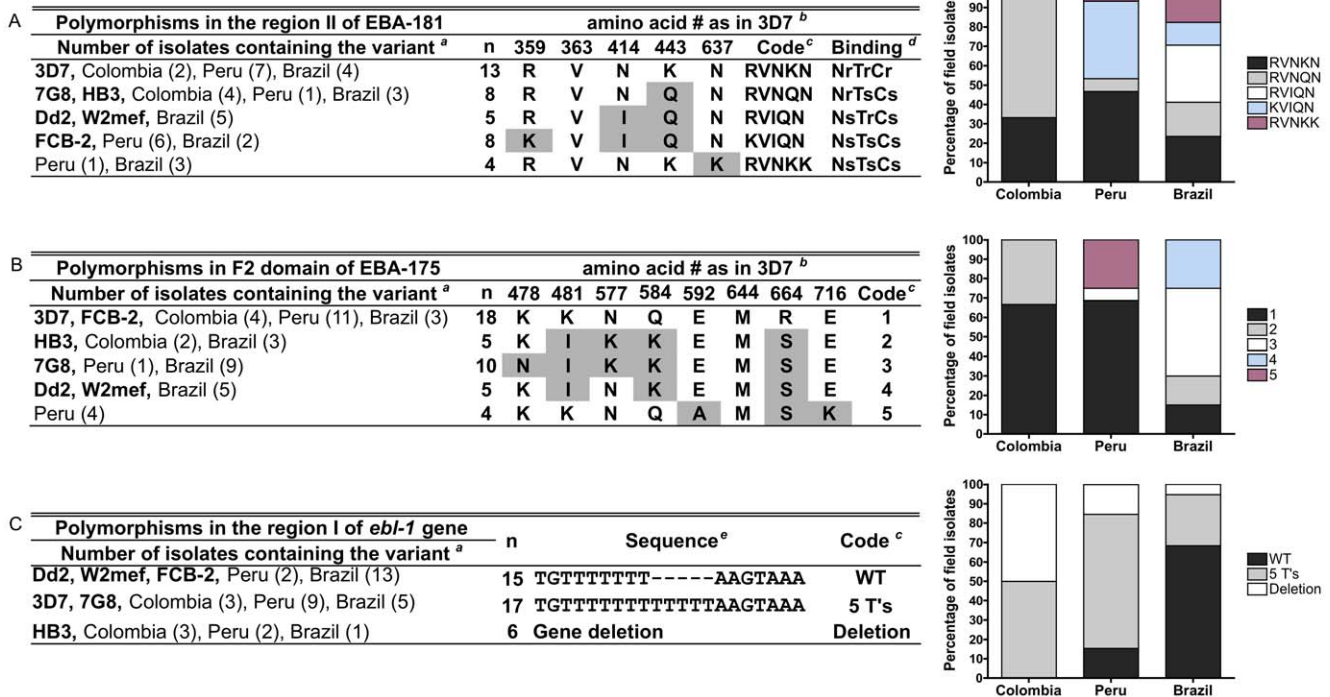 A
Polymorphisms in the region II of EBA-181 amino acid # as in 3D7 b
Number of isolates containing the variant a n 359 363 414 443 637 Code c Binding d
3D7, Colombia (2), Peru (7), Brazil (4) 13 R V N K N RVNKN NrTrCr
7G8, HB3, Colombia (4), Peru (1), Brazil (3) 8 R V N Q N RVNQN NrTsCs
Dd2, W2mef, Brazil (5) 5 R V I Q N RVIQN NsTrCs
FCB-2, Peru (6), Brazil (2) 8 K V I Q N KVIQN NsTsCs
Peru (1), Brazil (3) 4 R V N K K RVNKK NsTsCs
Percentage of field isolates
90
80
70
60
50
40
30
20
10
0
Colombia Peru Brazil
RVNKN
RVNQN
RVIQN
KVIQN
RVNKK
B
Polymorphisms in F2 domain of EBA-175 amino acid # as in 3D7 b
Number of isolates containing the variant a n 478 481 577 584 592 644 664 716 Code c
3D7, FCB-2, Colombia (4), Peru (11), Brazil (3) 18 K K N Q E M R E 1
HB3, Colombia (2), Brazil (3) 5 K I K K E M S E 2
7G8, Peru (1), Brazil (9) 10 N I K K E M S E 3
Dd2, W2mef, Brazil (5) 5 K I N K E M S E 4
Peru (4) 4 K K N Q A M S K 5
Percentage of field isolates
100
90
80
70
60
50
40
30
20
10
0
Colombia Peru Brazil
1
2
3
4
5
C
Polymorphisms in the region I of ebl-1 gene n Sequence e Code c
Number of isolates containing the variant a
Dd2, W2mef, FCB-2, Peru (2), Brazil (13) 15 TGTTTTTTT-----AAGTAAA WT
3D7, 7G8, Colombia (3), Peru (9), Brazil (5) 17 TGTTTTTTTTTTTTAAGTAAA 5 T's
HB3, Colombia (3), Peru (2), Brazil (1) 6 Gene deletion Deletion
Percentage of field isolates
100
90
80
70
60
50
40
30
20
10
0
Colombia Peru Brazil
WT
5 T's
Deletion